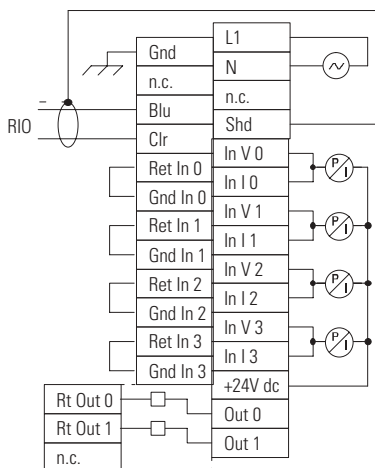 L1
Gnd
N
n.c.
n.c.
RIO
Blu
Shd
Clr
In V 0
Ret In 0
In I 0
P/I
Gnd In 0
In V 1
Ret In 1
In I 1
P/I
Gnd In 1
In V 2
Ret In 2
In I 2
P/I
Gnd In 2
In V 3
Ret In 3
In I 3
P/I
Gnd In 3
+24V dc
Rt Out 0
Out 0
Rt Out 1
Out 1
n.c.